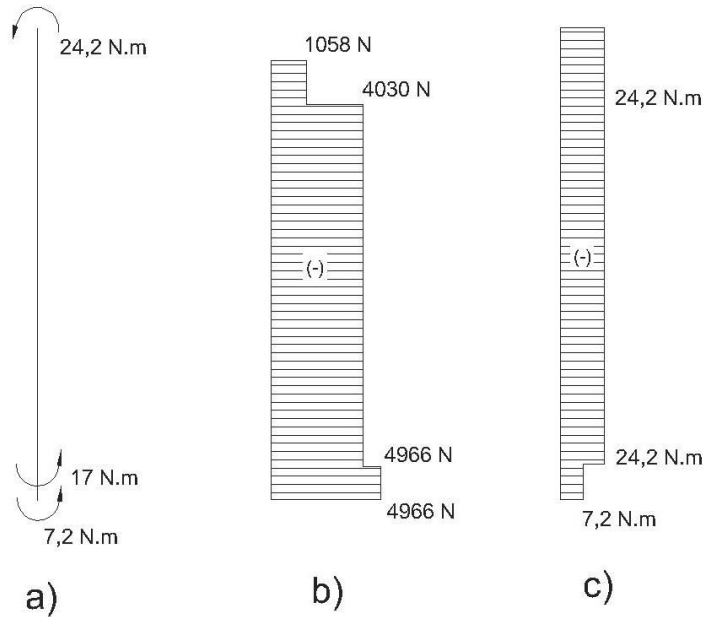 24,2 N.m
17 N.m
7,2 N.m
a)
1058 N
4030 N
(-)
4966 N
4966 N
b)
24,2 N.m
(-)
24,2 N.m
7,2 N.m
c)